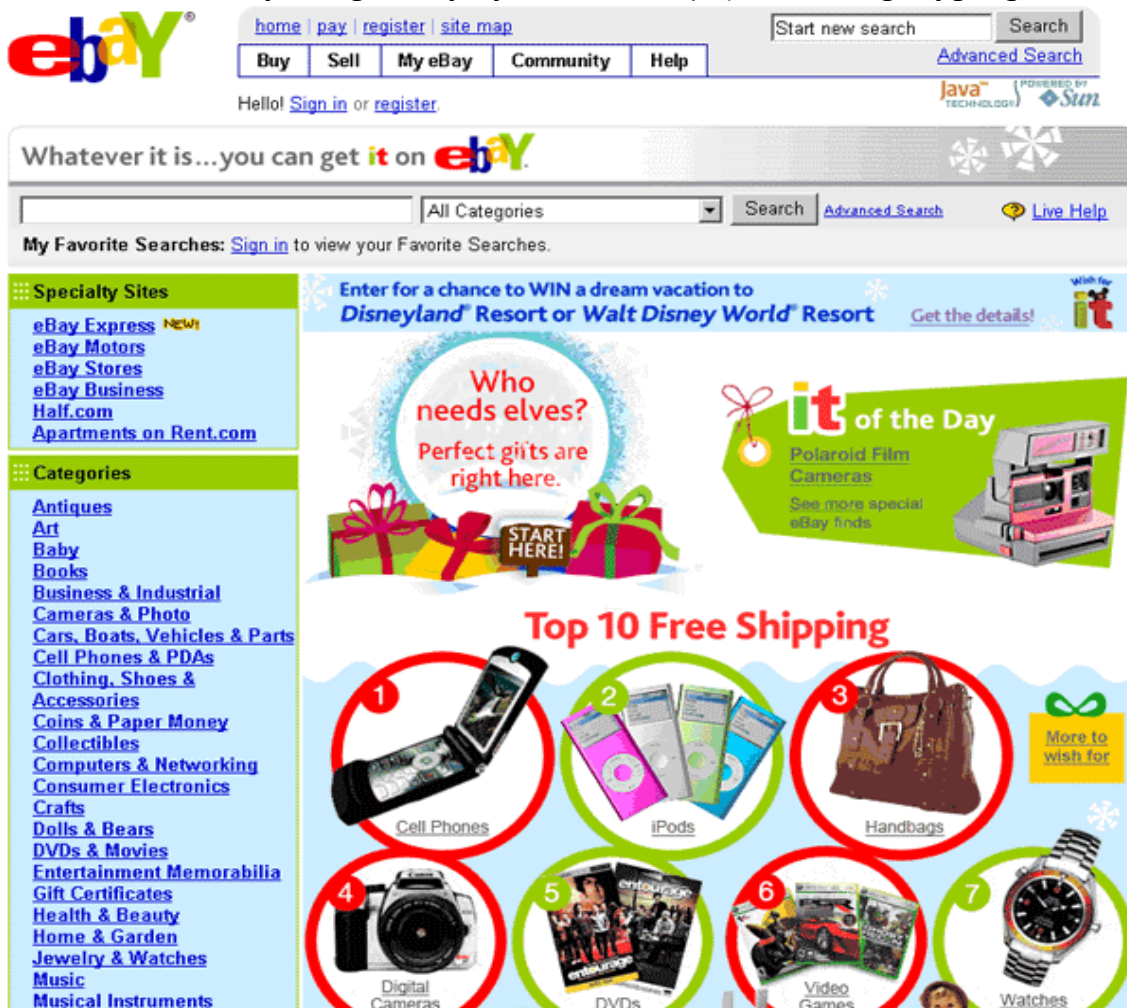 ebaY®
home | pay | register | site map
Start new search
Search
Buy
Sell
My eBay
Community
Help
Advanced Search
Hello! Sign in or register.
Java™
TECHNOLOGY
POWERED BY
Sun
Whatever it is...you can get it on ebaY.
All Categories
Search
Advanced Search
Live Help
My Favorite Searches: Sign in to view your Favorite Searches.
Specialty Sites
eBay Express NEW!
eBay Motors
eBay Stores
eBay Business
Half.com
Apartments on Rent.com
Categories
Antiques
Art
Baby
Books
Business & Industrial
Cameras & Photo
Cars, Boats, Vehicles & Parts
Cell Phones & PDAs
Clothing, Shoes &
Accessories
Coins & Paper Money
Collectibles
Computers & Networking
Consumer Electronics
Crafts
Dolls & Bears
DVDs & Movies
Entertainment Memorabilia
Gift Certificates
Health & Beauty
Home & Garden
Jewelry & Watches
Music
Musical Instruments
Enter for a chance to WIN a dream vacation to
Disneyland® Resort or Walt Disney World® Resort
Get the details!
Wish for
it
Who
needs elves?
Perfect gifts are
right here.
START
HERE!
it of the Day
Polaroid Film
Cameras
See more special
eBay finds
Top 10 Free Shipping
1
Cell Phones
2
iPods
3
Handbags
More to
wish for
4
Digital
Cameras
5
entourage
entourage
DVDs
6
Video
Games
7
Watches